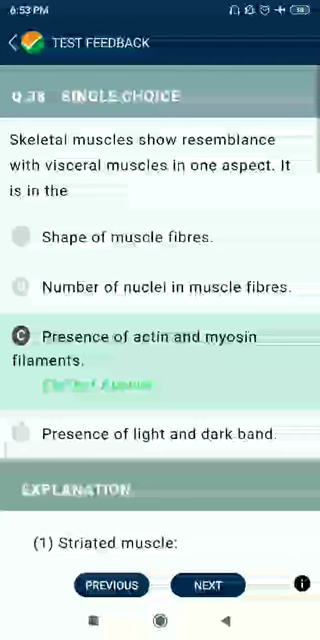 6:53 PM
TEST FEEDBACK
Q.38 SINGLE CHOICE
Skeletal muscles show resemblance
with visceral muscles in one aspect. It
is in the
Shape of muscle fibres.
Number of nuclei in muscle fibres.
C Presence of actin and myosin
filaments.
Correct Answer
Presence of light and dark band.
EXPLANATION
(1) Striated muscle:
PREVIOUS NEXT